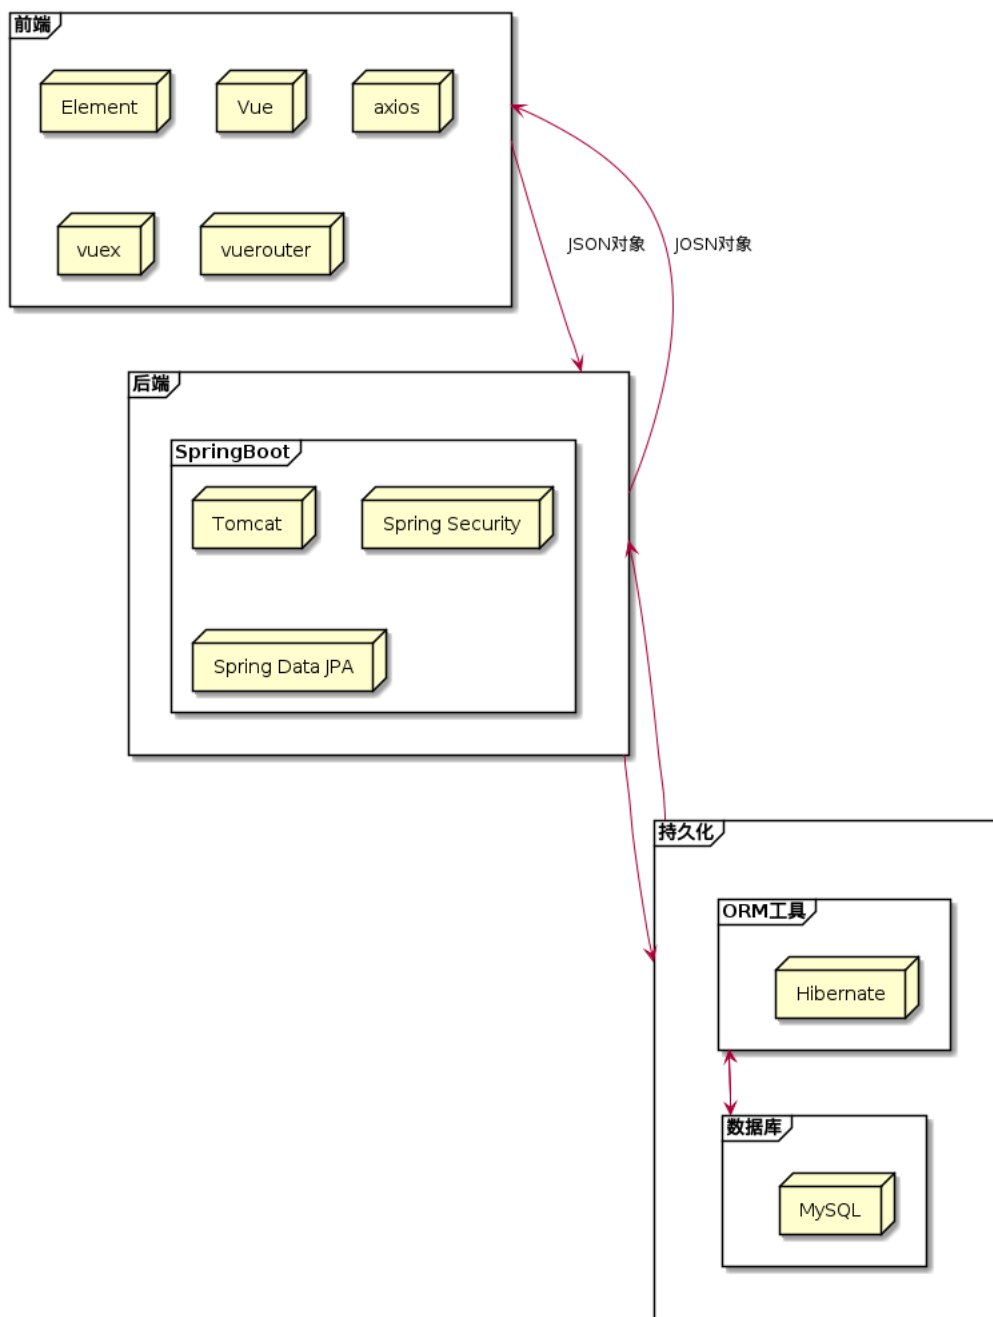 前端
Element
Vue
axios
vuex
vuerouter
JSON对象
JOSN对象
后端
SpringBoot
Tomcat
Spring Security
Spring Data JPA
持久化
ORM工具
Hibernate
数据库
MySQL